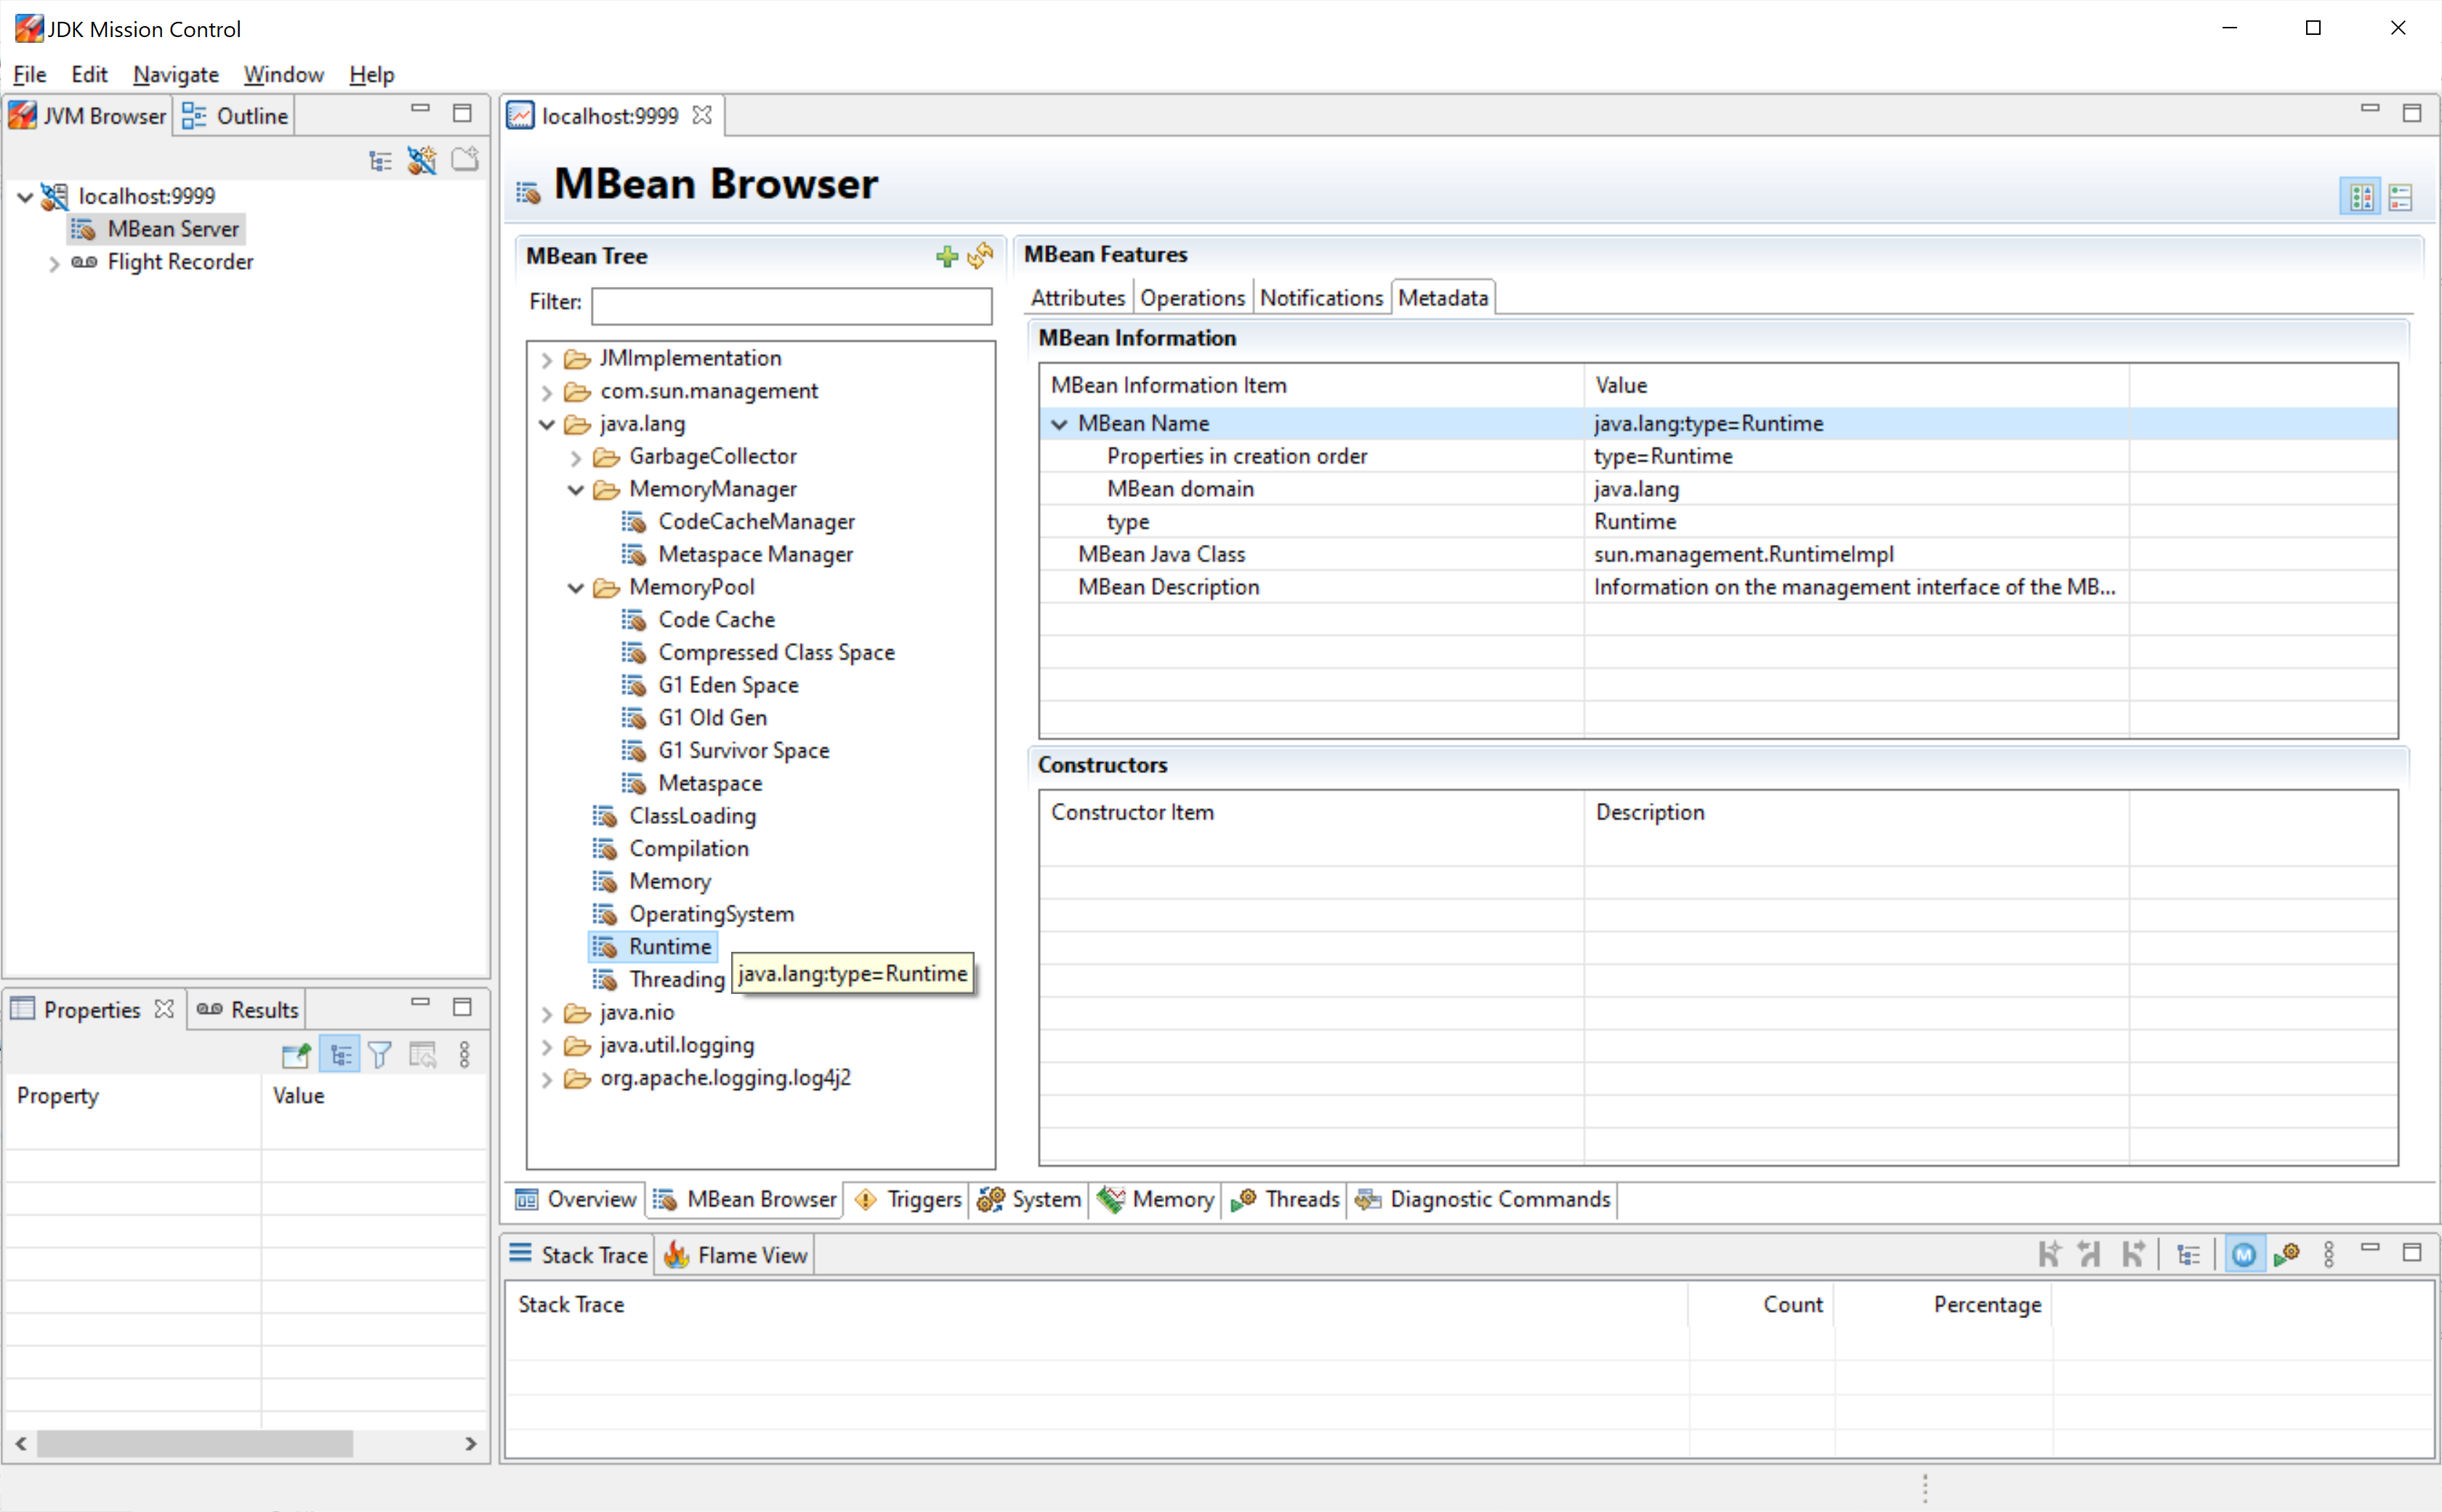 JDK Mission Control
File Edit Navigate Window Help
JVM Browser Outline
localhost:9999
MBean Server
Flight Recorder
Properties Results
Property Value
localhost:9999
MBean Browser
MBean Tree
Filter:
JMImplementation
com.sun.management
java.lang
GarbageCollector
MemoryManager
CodeCacheManager
Metaspace Manager
MemoryPool
Code Cache
Compressed Class Space
G1 Eden Space
G1 Old Gen
G1 Survivor Space
Metaspace
ClassLoading
Compilation
Memory
OperatingSystem
Runtime
Threading
java.lang:type=Runtime
java.nio
java.util.logging
org.apache.logging.log4j2
MBean Features
Attributes Operations Notifications Metadata
MBean Information
MBean Information Item Value
MBean Name java.lang:type=Runtime
Properties in creation order type=Runtime
MBean domain java.lang
type Runtime
MBean Java Class sun.management.RuntimeImpl
MBean Description Information on the management interface of the MB...
Constructors
Constructor Item Description
Overview MBean Browser Triggers System Memory Threads Diagnostic Commands
Stack Trace Flame View
M
Stack Trace Count Percentage